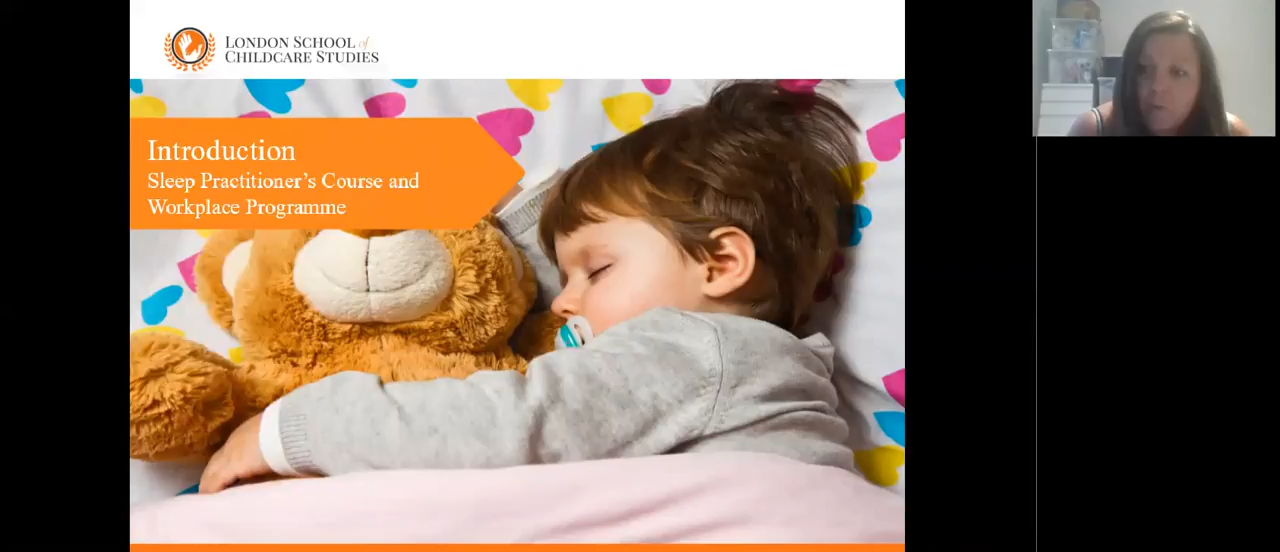 LONDON SCHOOL of
CHILDCARE STUDIES
Introduction
Sleep Practitioner's Course and
Workplace Programme